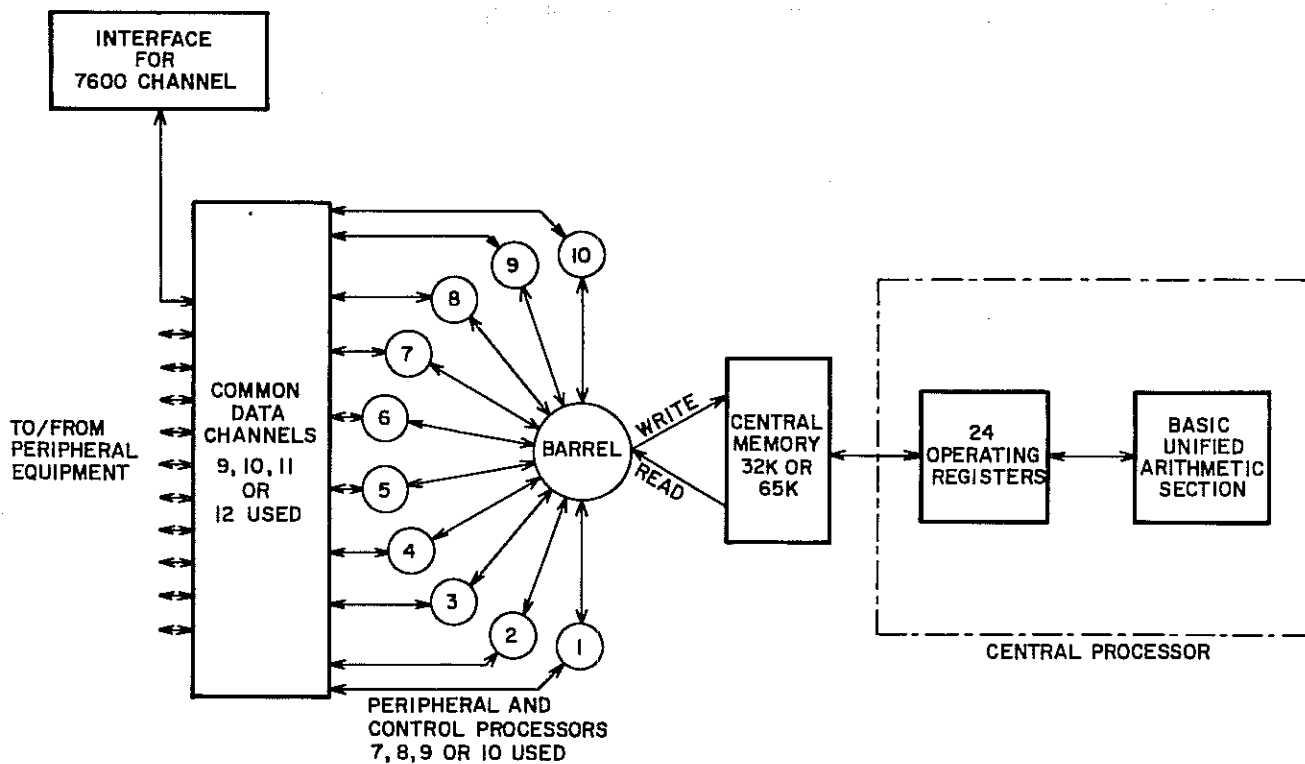 INTERFACE
FOR
7600 CHANNEL
10
9
8
7
6
5
4
3
2
1
TO/FROM
PERIPHERAL
EQUIPMENT
COMMON
DATA
CHANNELS
9, 10, 11
OR
12 USED
BARREL
WRITE
READ
CENTRAL
MEMORY
32K OR
65K
24
OPERATING
REGISTERS
BASIC
UNIFIED
ARITHMETIC
SECTION
CENTRAL PROCESSOR
PERIPHERAL AND
CONTROL PROCESSORS
7, 8, 9 OR 10 USED